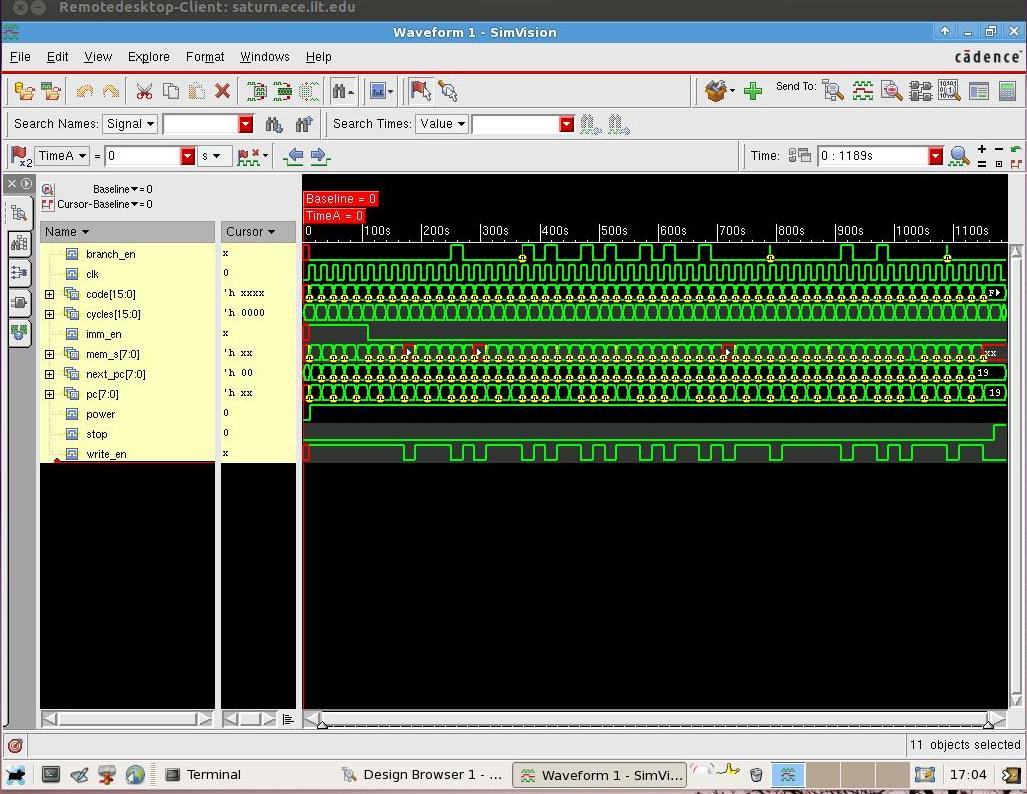 Remotedesktop-Client: saturn.ece.iit.edu
Waveform 1 - SimVision
File Edit View Explore Format Windows Help
cādence
Send To:
Search Names: Signal
Search Times: Value
x2 TimeA = 0 s
Time: 0 : 1189s
Baseline = 0
Cursor-Baseline = 0
Baseline = 0
TimeA = 0
Name Cursor
0 100s 200s 300s 400s 500s 600s 700s 800s 900s 1000s 1100s
branch_en x
clk 0
code[15:0] 'h xxxx F
cycles[15:0] 'h 0000
imm_en x
mem_s[7:0] 'h xx xx
next_pc[7:0] 'h 00 19
pc[7:0] 'h xx 19
power 0
stop 0
write_en x
11 objects selected
Terminal
Design Browser 1 - ...
Waveform 1 - SimVi...
17:04